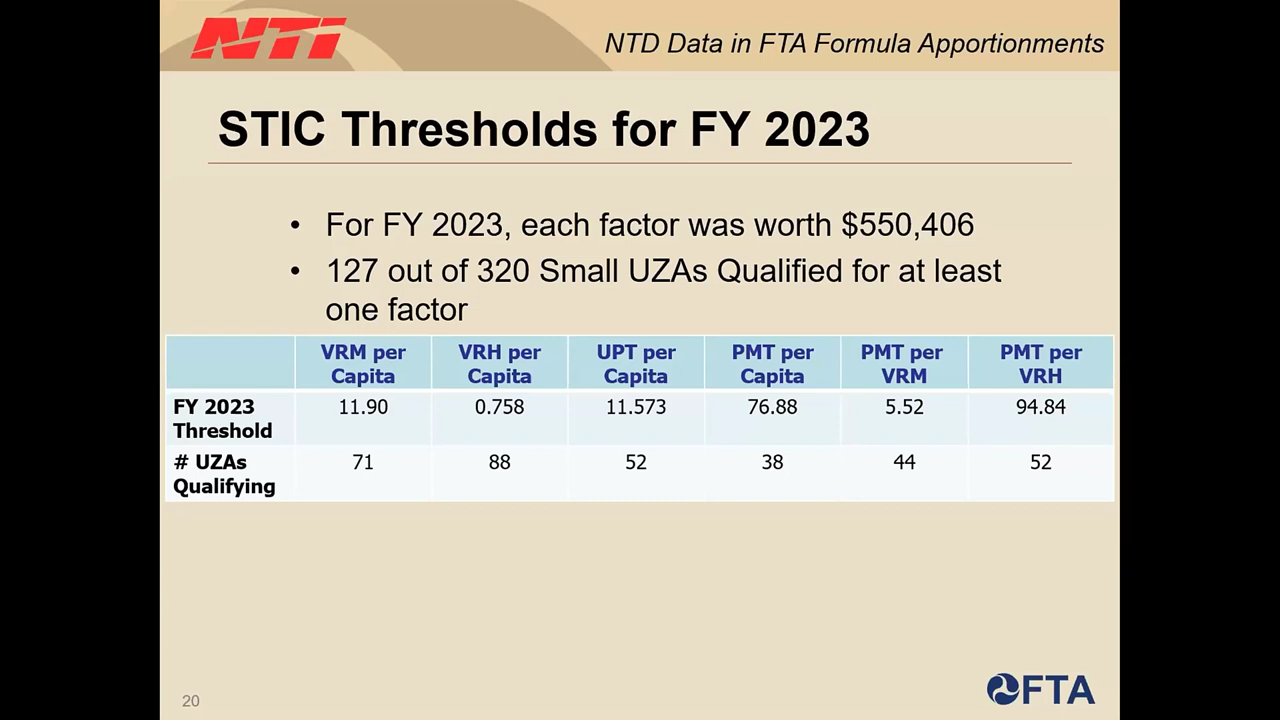 NTI
NTD Data in FTA Formula Apportionments
STIC Thresholds for FY 2023
• For FY 2023, each factor was worth $550,406
• 127 out of 320 Small UZAs Qualified for at least
one factor
VRM per Capita VRH per Capita UPT per Capita PMT per Capita PMT per VRM PMT per VRH
FY 2023 Threshold 11.90 0.758 11.573 76.88 5.52 94.84
# UZAs Qualifying 71 88 52 38 44 52
20
FTA